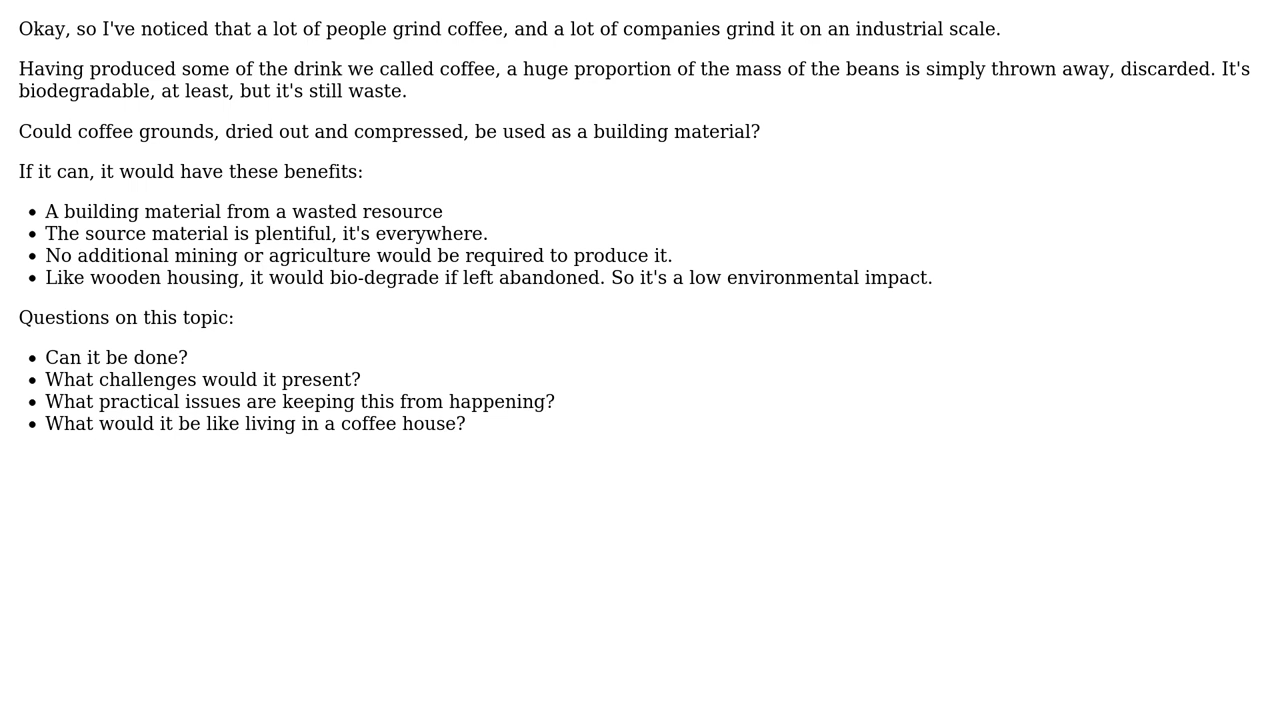 Okay, so I've noticed that a lot of people grind coffee, and a lot of companies grind it on an industrial scale.
Having produced some of the drink we called coffee, a huge proportion of the mass of the beans is simply thrown away, discarded. It's
biodegradable, at least, but it's still waste.
Could coffee grounds, dried out and compressed, be used as a building material?
If it can, it would have these benefits:
• A building material from a wasted resource
• The source material is plentiful, it's everywhere.
• No additional mining or agriculture would be required to produce it.
• Like wooden housing, it would bio-degrade if left abandoned. So it's a low environmental impact.
Questions on this topic:
• Can it be done?
• What challenges would it present?
• What practical issues are keeping this from happening?
• What would it be like living in a coffee house?